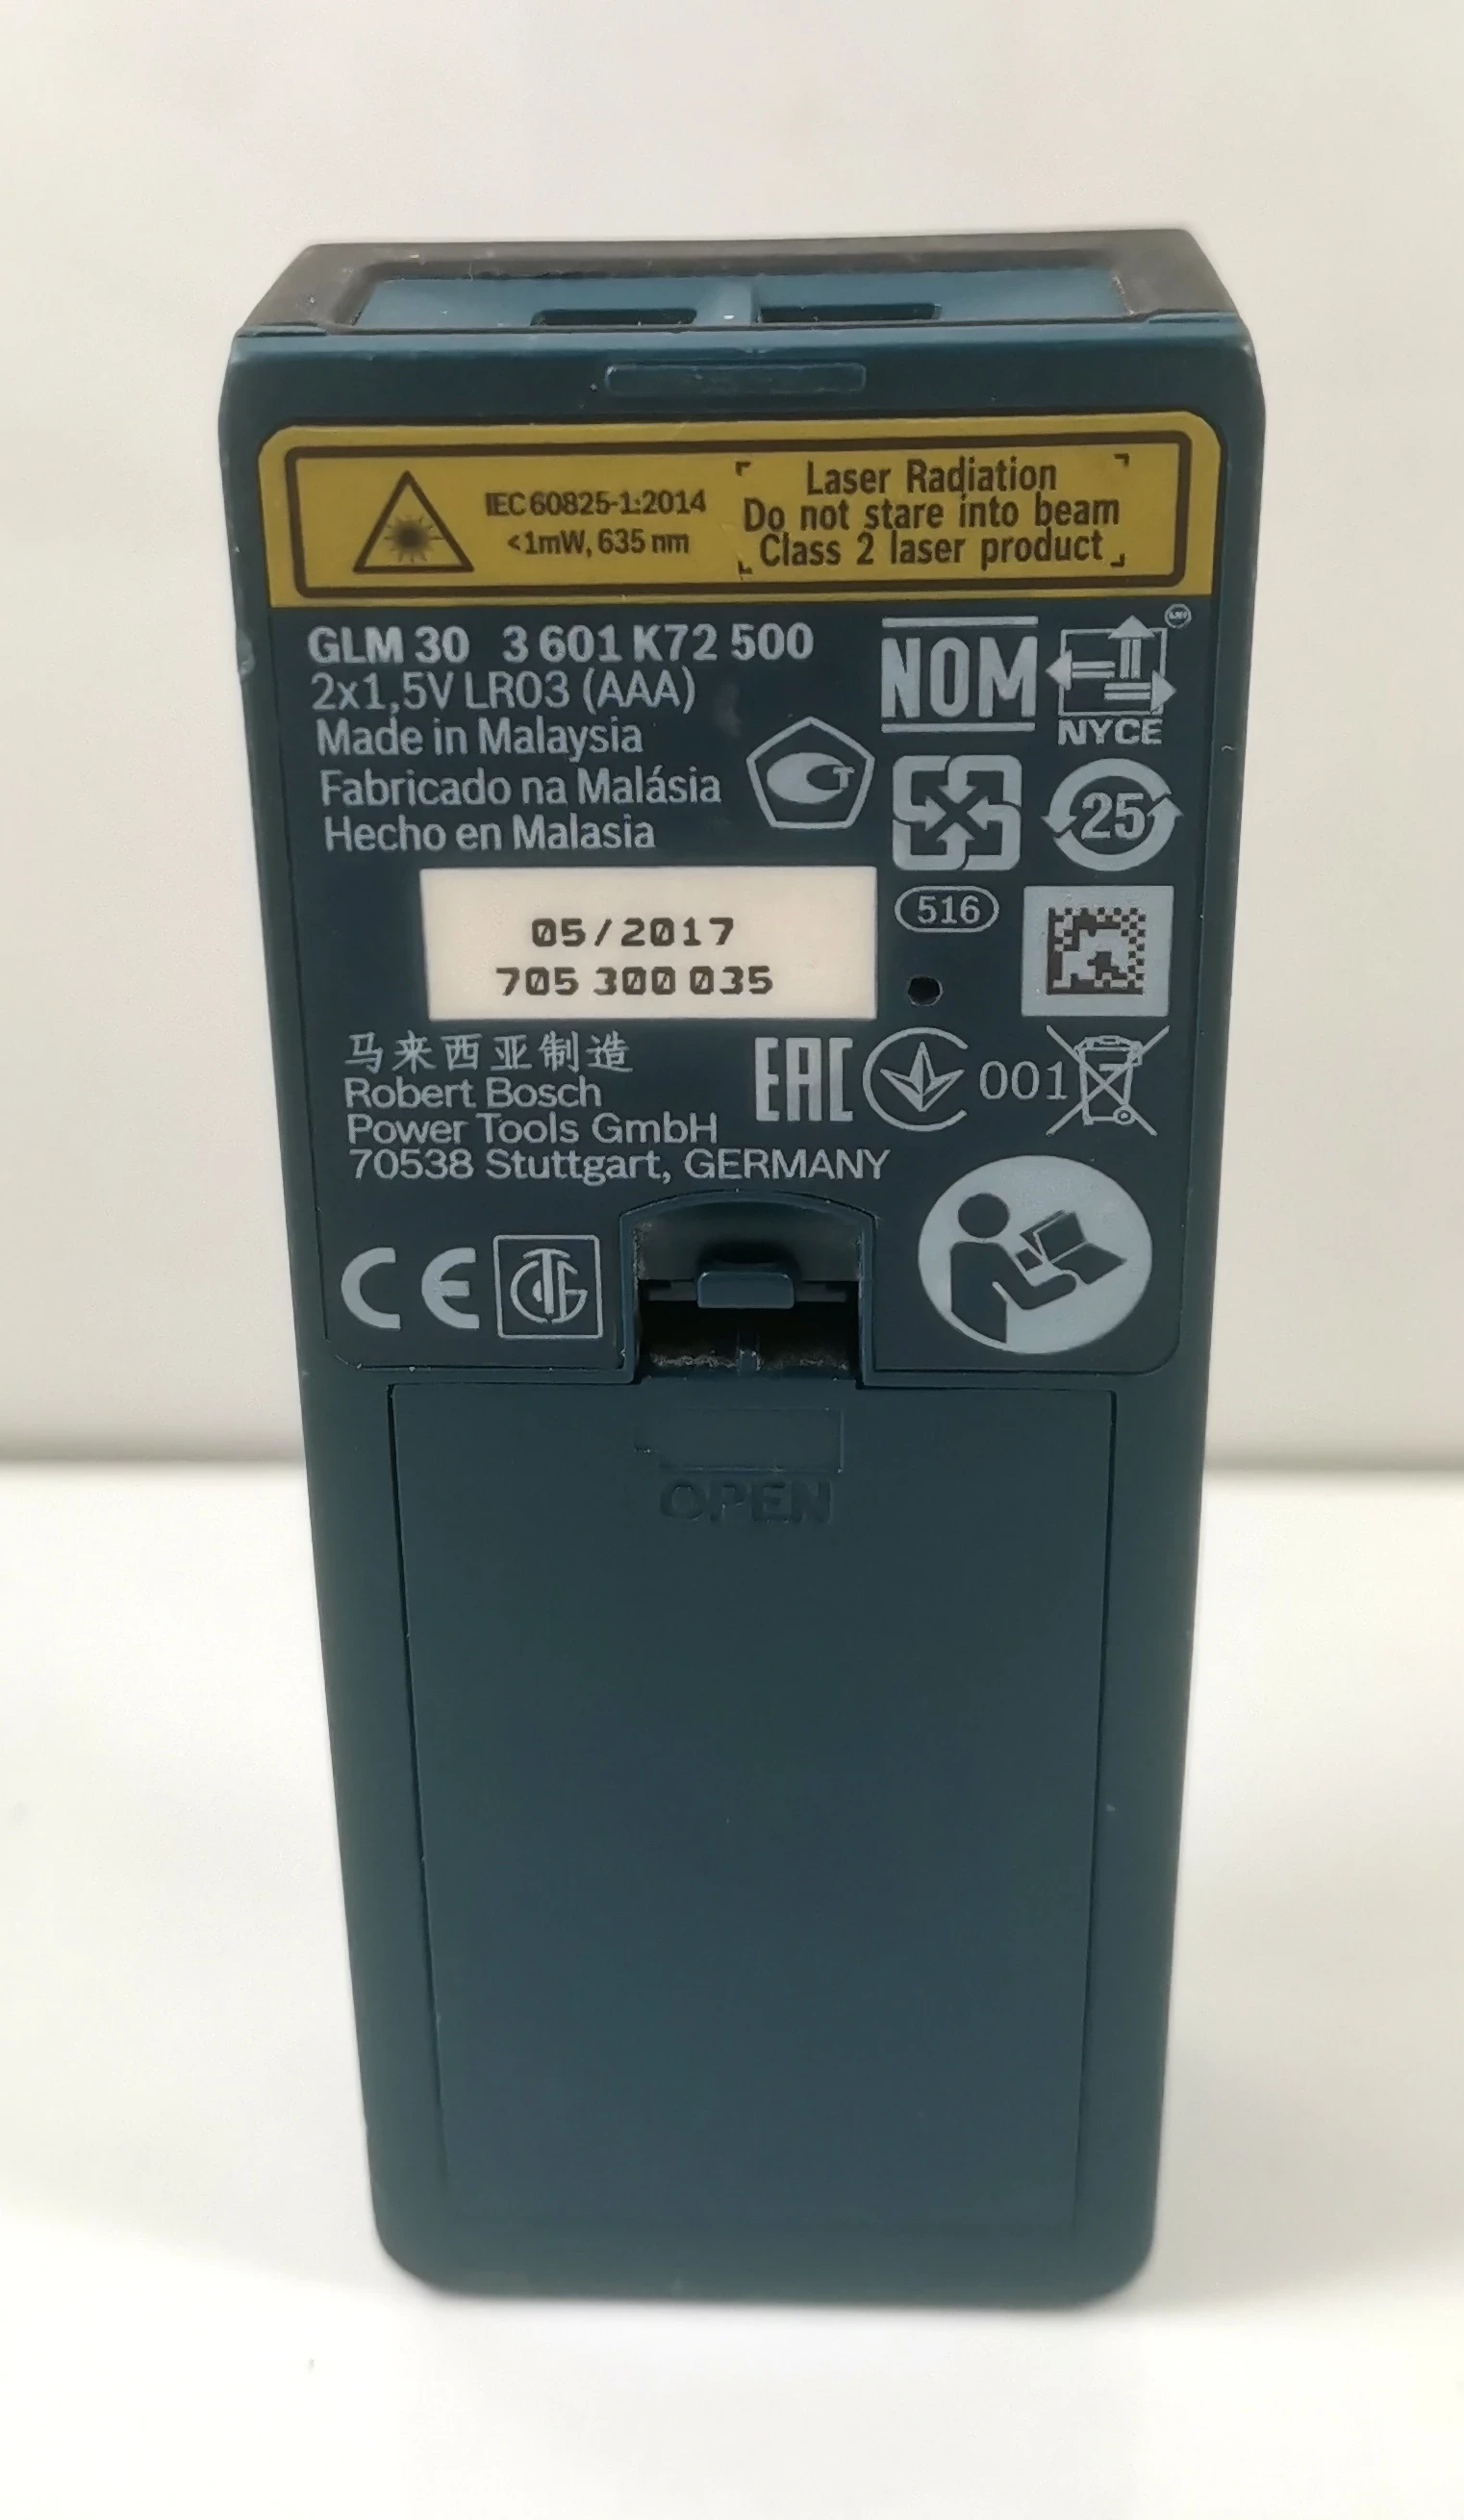 IEC 60825-1:2014
<1mW, 635 nm
Laser Radiation
Do not stare into beam
Class 2 laser product
GLM 30 3 601 K72 500
2x1,5V LR03 (AAA)
Made in Malaysia
Fabricado na Malásia
Hecho en Malasia
NOM
NYCE
25
516
05/2017
705 300 035
马来西亚制造
Robert Bosch
Power Tools GmbH
70538 Stuttgart, GERMANY
EAC
001
CE
OPEN